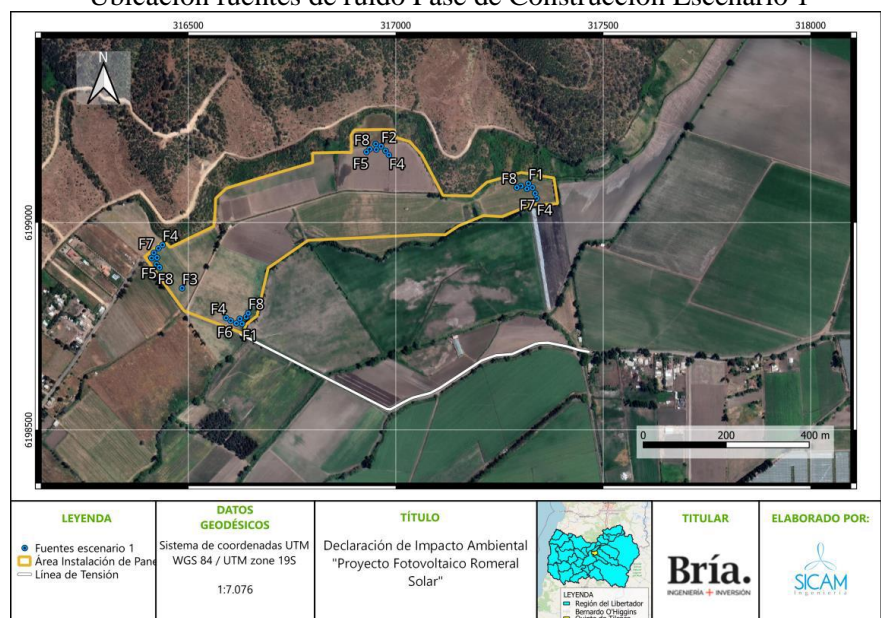 Ubicación fuentes de ruido Fase de Construcción Escenario 1
316500
317000
317500
318000
N
F8
F2
F5
F4
F8
F1
F7
F4
F4
F7
F5
F8
F3
F4
F8
F6
F1
6199000
6198500
0 200 400 m
LEYENDA
Fuentes escenario 1
Área Instalación de Pane
Línea de Tensión
DATOS
GEODÉSICOS
Sistema de coordenadas UTM
WGS 84 / UTM zone 19S
1:7.076
TÍTULO
Declaración de Impacto Ambiental
"Proyecto Fotovoltaico Romeral
Solar"
LEYENDA
Región del Libertador
Bernardo O'Higgins
TITULAR
Bría.
INGENIERÍA + INVERSIÓN
ELABORADO POR:
SICAM
Ingeniería